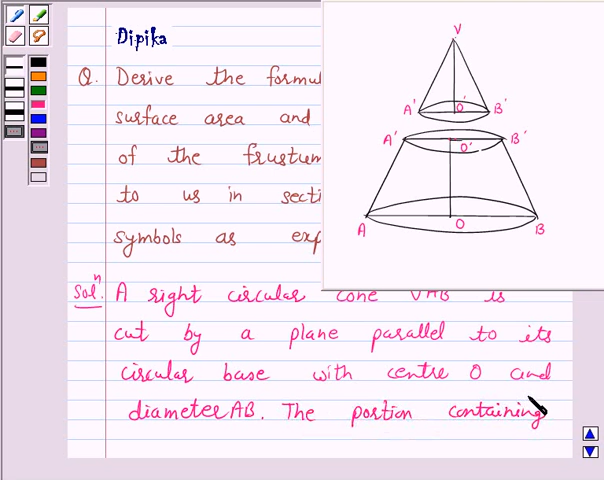 Dipika
Q. Derive the formul
surface area and
of the frustum
to us in secti
symbols as exp
Solⁿ. A right circular cone VAB is
cut by a plane parallel to its
circular base with centre O and
diameter AB. The portion containing
V
A' O' B'
A' O' B'
A O B